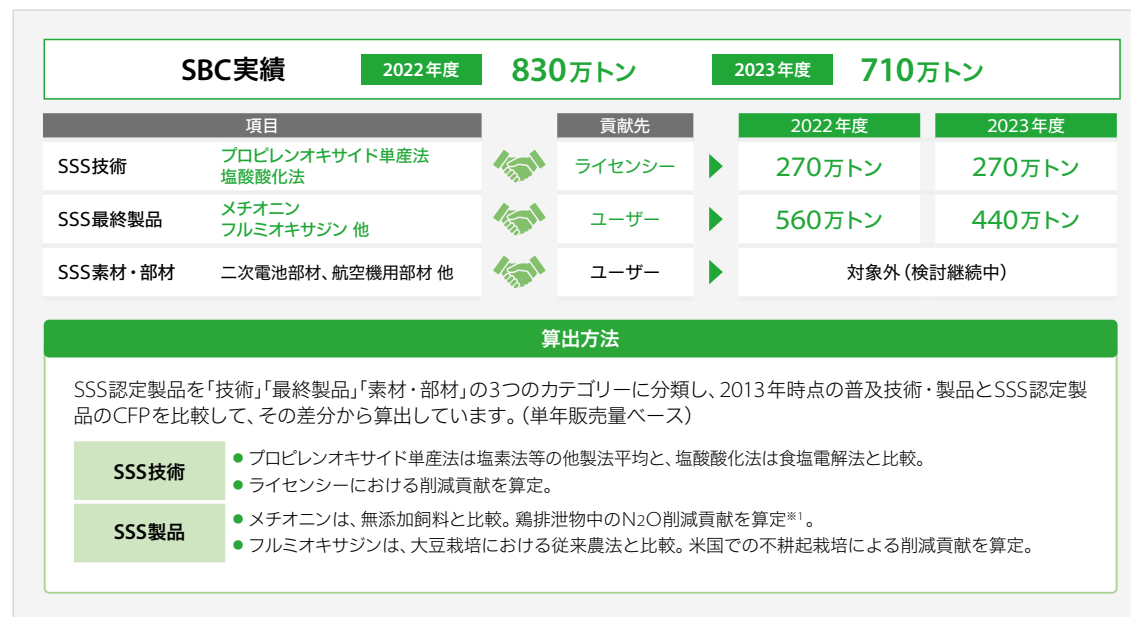 SBC実績 2022年度 830万トン 2023年度 710万トン
項目 貢献先 2022年度 2023年度
SSS技術 プロピレンオキサイド単産法
塩酸酸化法 ライセンシー 270万トン 270万トン
SSS最終製品 メチオニン
フルミオキサジン 他 ユーザー 560万トン 440万トン
SSS素材・部材 二次電池部材、航空機用部材 他 ユーザー 対象外（検討継続中）
算出方法
SSS認定製品を「技術」「最終製品」「素材・部材」の3つのカテゴリーに分類し、2013年時点の普及技術・製品とSSS認定製
品のCFPを比較して、その差分から算出しています。（単年販売量ベース）
SSS技術
● プロピレンオキサイド単産法は塩素法等の他製法平均と、塩酸酸化法は食塩電解法と比較。
● ライセンシーにおける削減貢献を算定。
SSS製品
● メチオニンは、無添加飼料と比較。鶏排泄物中のN2O削減貢献を算定※1。
● フルミオキサジンは、大豆栽培における従来農法と比較。米国での不耕起栽培による削減貢献を算定。